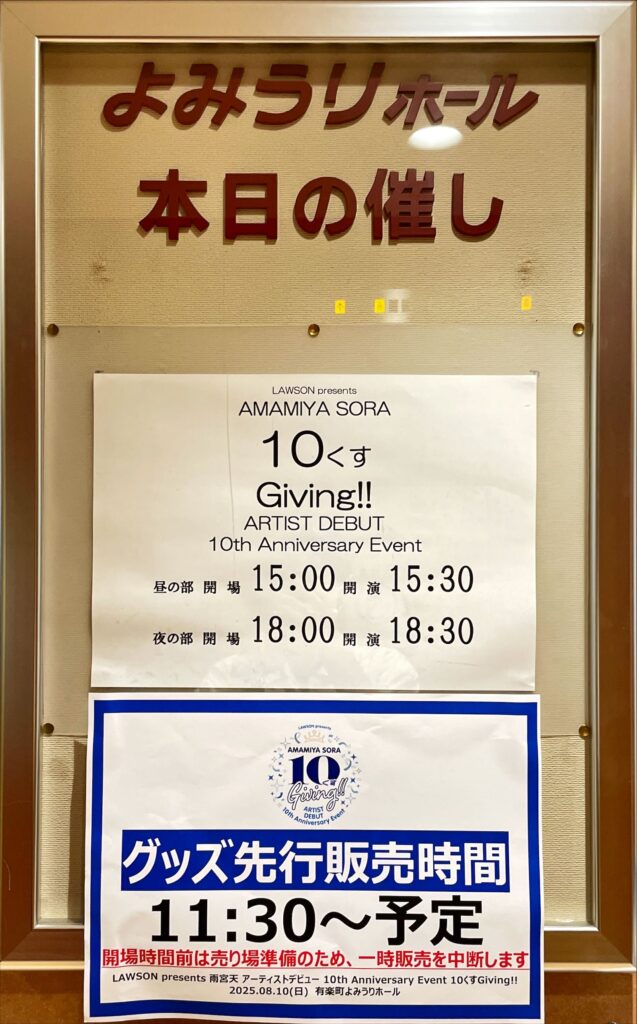 よみうりホール
本日の催し
LAWSON presents
AMAMIYA SORA
10くす
Giving!!
ARTIST DEBUT
10th Anniversary Event
昼の部 開 場 15:00 開 演 15:30
夜の部 開 場 18:00 開 演 18:30
LAWSON presents
AMAMIYA SORA
10くす
Giving!!
ARTIST
DEBUT
10th Anniversary Event
グッズ先行販売時間
11:30～予定
開場時間前は売り場準備のため、一時販売を中断します
LAWSON presents 雨宮天 アーティストデビュー 10th Anniversary Event 10くすGiving!!
2025.08.10(日) 有楽町よみうりホール